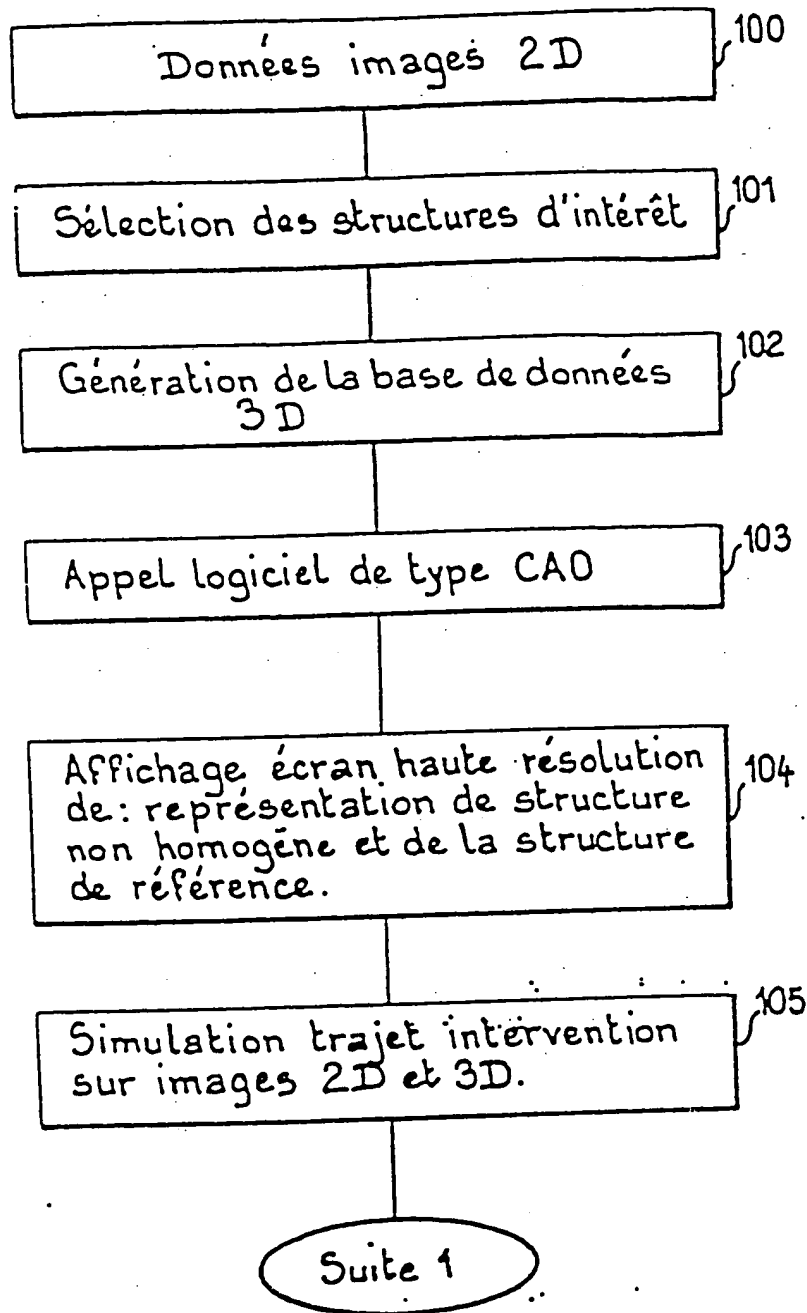 100
Données images 2D
101
Sélection des structures d'intérêt
102
Génération de la base de données
3D
103
Appel logiciel de type CAO
104
Affichage écran haute résolution
de: représentation de structure
non homogène et de la structure
de référence.
105
Simulation trajet intervention
sur images 2D et 3D.
Suite 1